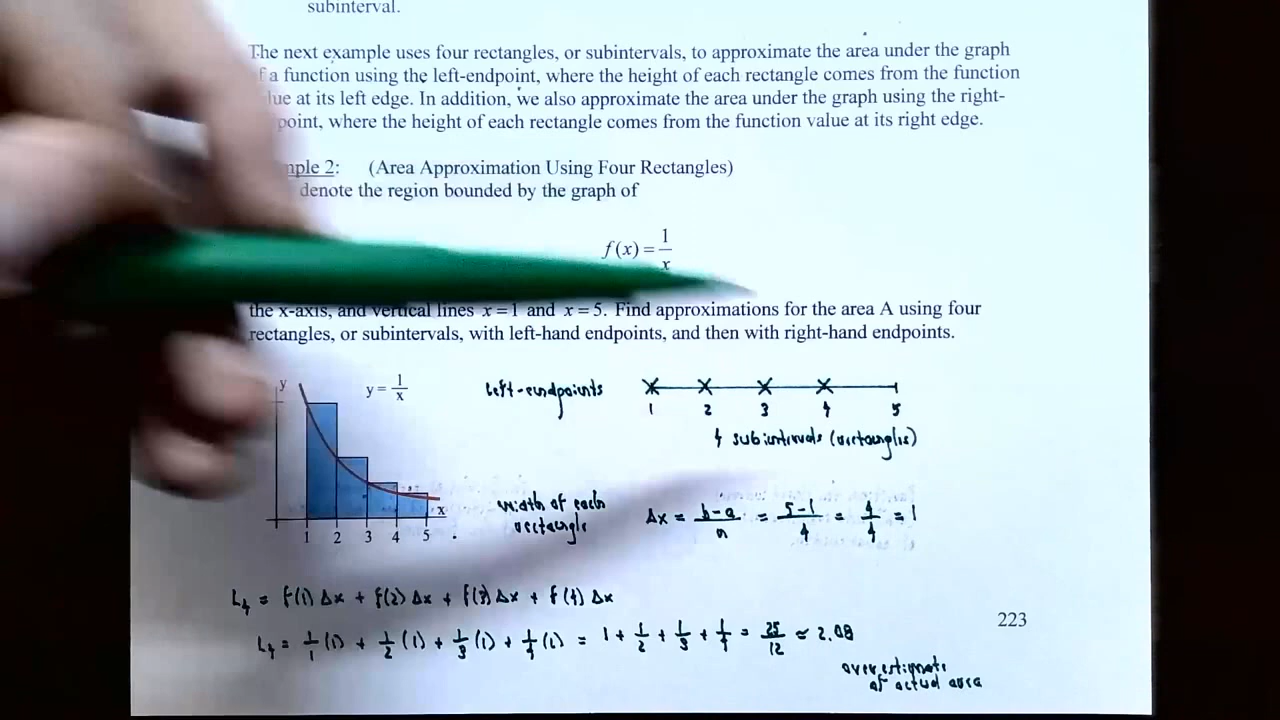 subinterval.
The next example uses four rectangles, or subintervals, to approximate the area under the graph
f a function using the left-endpoint, where the height of each rectangle comes from the function
lue at its left edge. In addition, we also approximate the area under the graph using the right-
point, where the height of each rectangle comes from the function value at its right edge.
mple 2: (Area Approximation Using Four Rectangles)
denote the region bounded by the graph of
f(x) = 1/x
the x-axis, and vertical lines x = 1 and x = 5. Find approximations for the area A using four
rectangles, or subintervals, with left-hand endpoints, and then with right-hand endpoints.
y
y = 1/x
x
1 2 3 4 5
Left-endpoints
1 2 3 4 5
4 subintervals (rectangles)
width of each
rectangle
Δx = b-a/n = 5-1/4 = 4/4 = 1
L4 = f(1) Δx + f(2) Δx + f(3) Δx + f(4) Δx
223
L4 = 1/1 (1) + 1/2 (1) + 1/3 (1) + 1/4 (1) = 1 + 1/2 + 1/3 + 1/4 = 25/12 ≈ 2.08
overestimate
of actual area